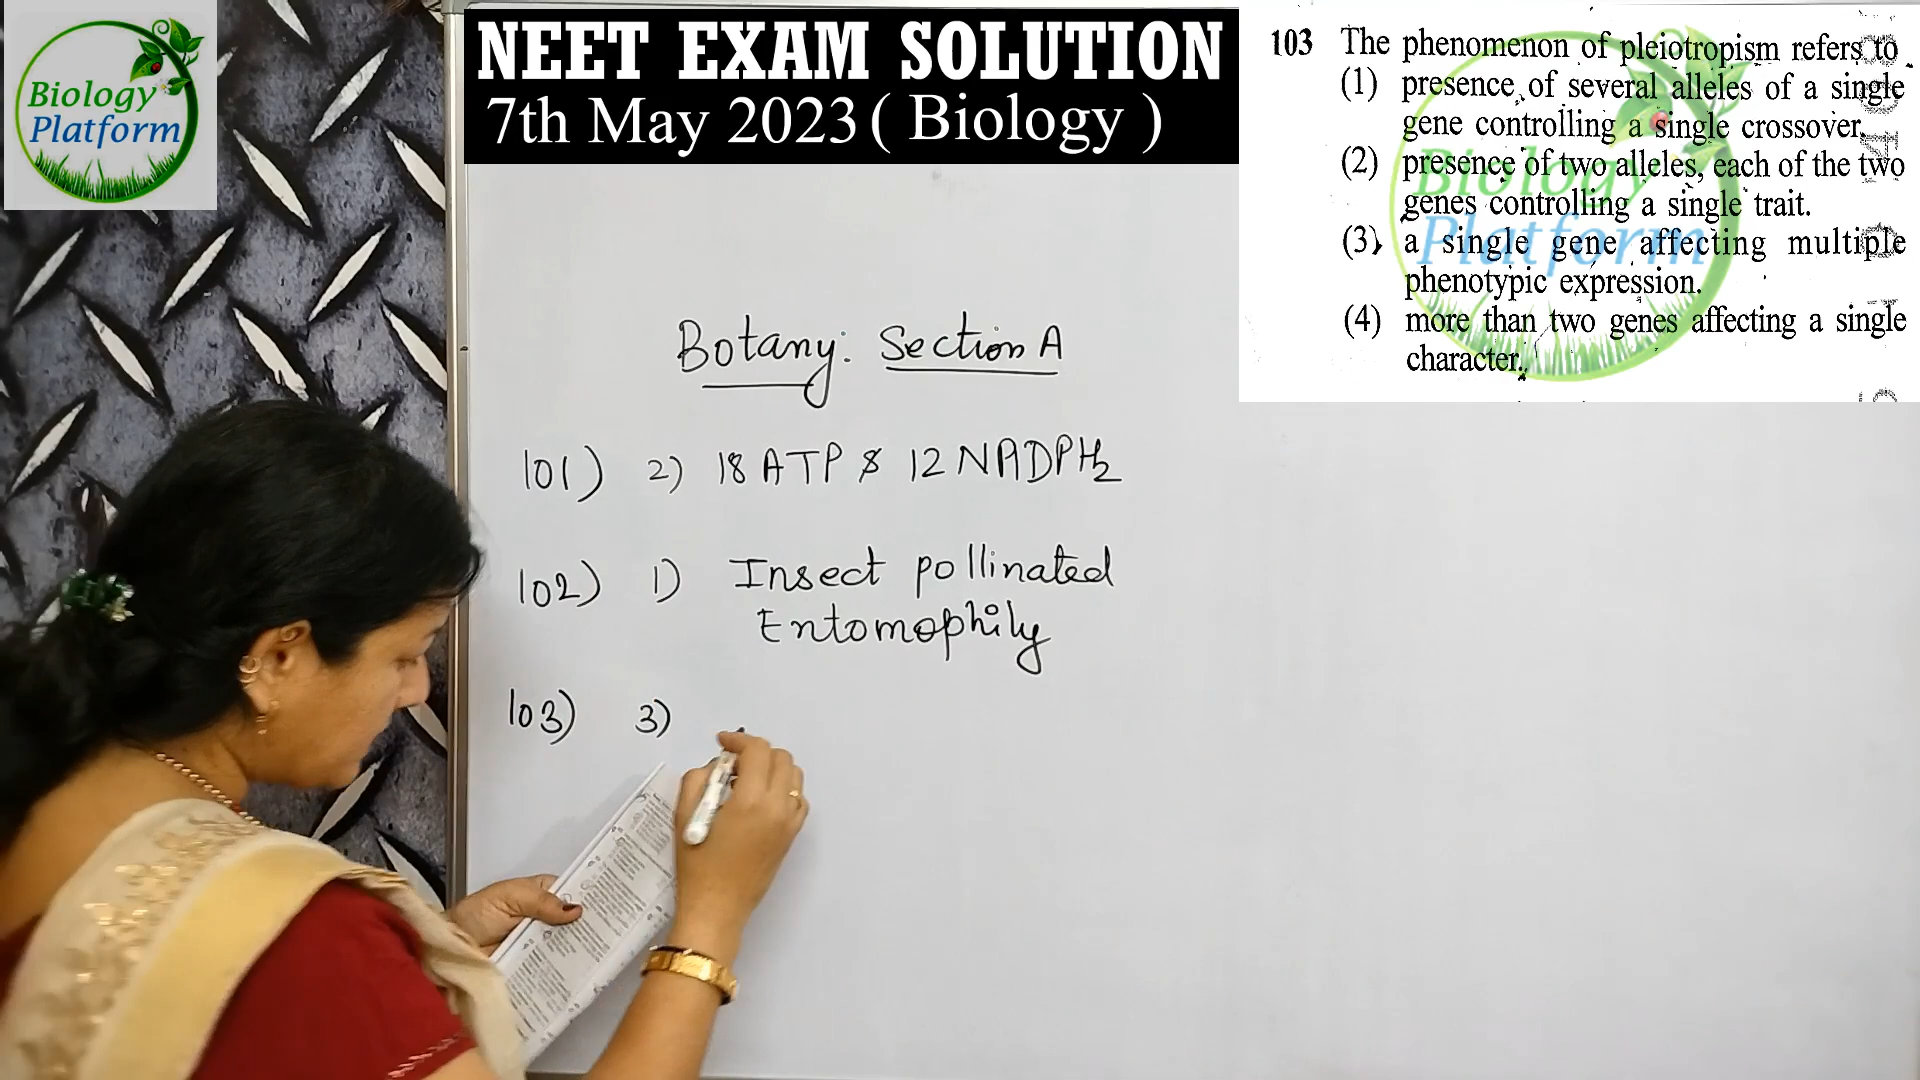 Biology
Platform
NEET EXAM SOLUTION
7th May 2023 ( Biology )
103 The phenomenon of pleiotropism refers to
(1) presence of several alleles of a single
gene controlling a single crossover.
(2) presence of two alleles, each of the two
genes controlling a single trait.
(3) a single gene affecting multiple
phenotypic expression.
(4) more than two genes affecting a single
character.
Biology
Platform
Botany: Section A
101) 2) 18 ATP & 12 NADPH2
102) 1) Insect pollinated
Entomophily
103) 3)